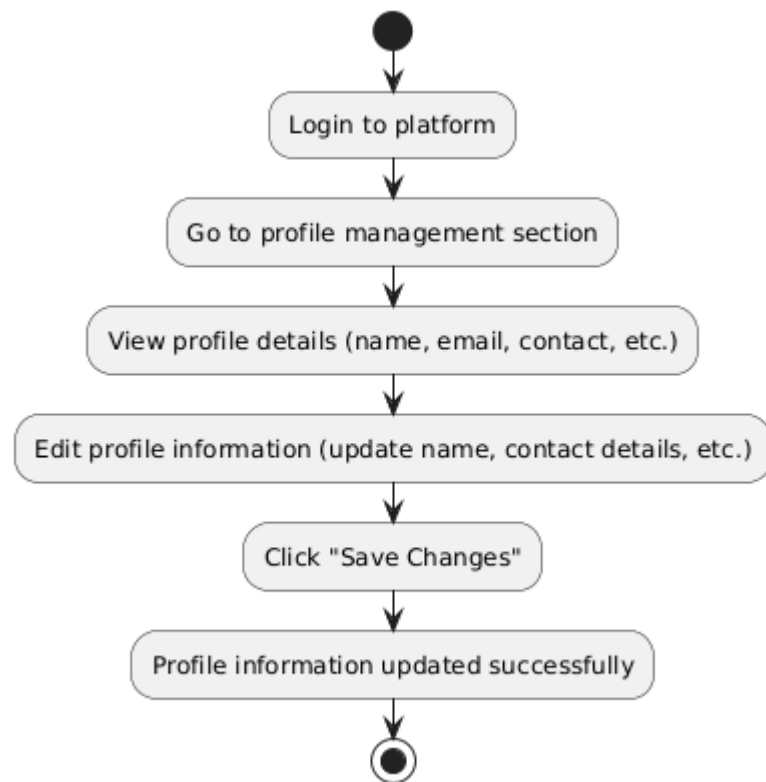 Login to platform
Go to profile management section
View profile details (name, email, contact, etc.)
Edit profile information (update name, contact details, etc.)
Click "Save Changes"
Profile information updated successfully